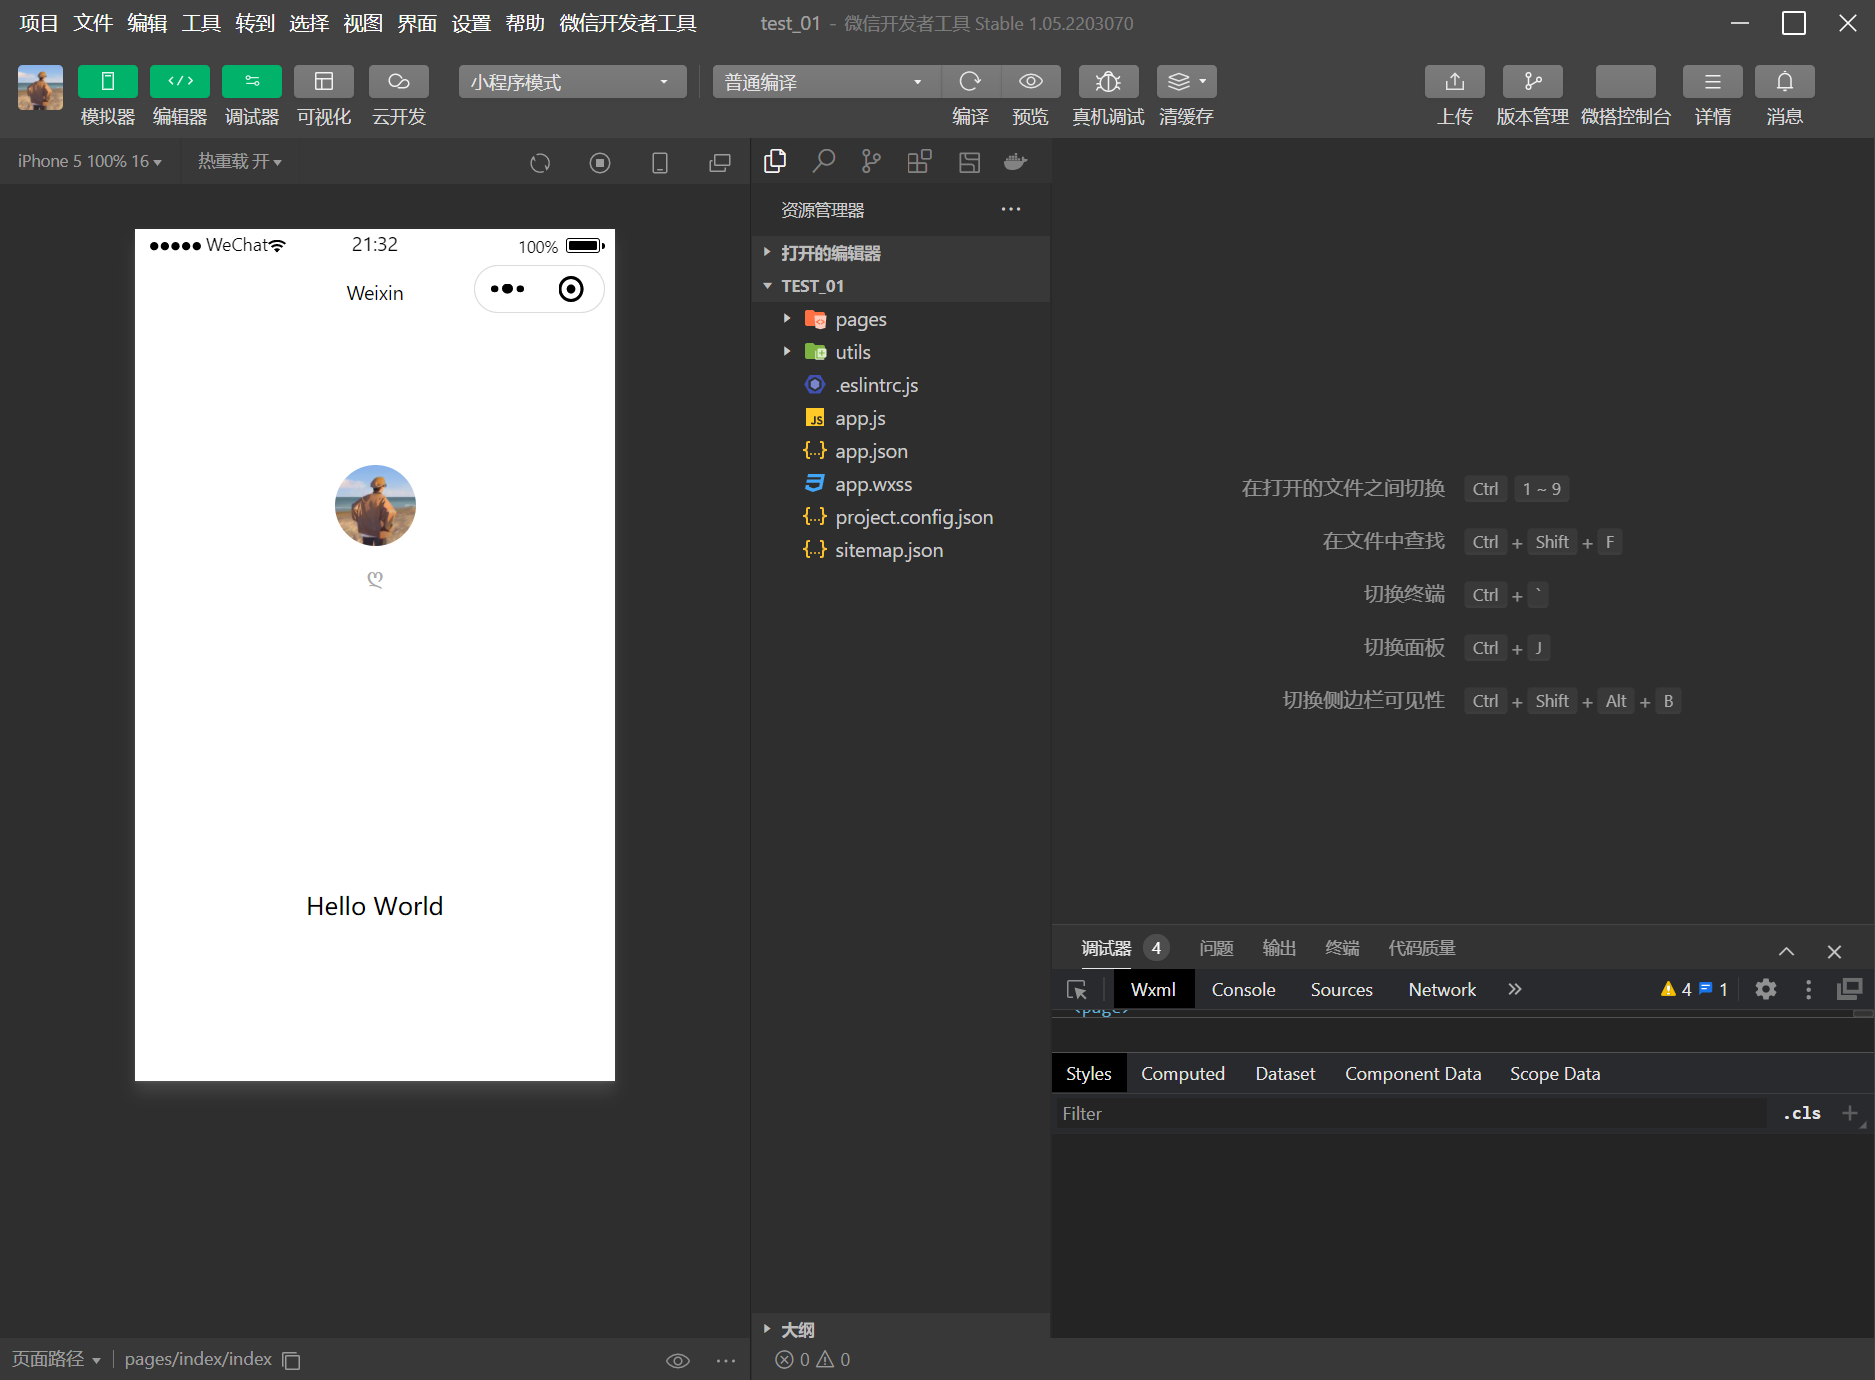 项目 文件 编辑 工具 转到 选择 视图 界面 设置 帮助 微信开发者工具 test_01 - 微信开发者工具 Stable 1.05.2203070
模拟器 编辑器 调试器 可视化 云开发 小程序模式 普通编译 编译 预览 真机调试 清缓存 上传 版本管理 微搭控制台 详情 消息
iPhone 5 100% 16 热重载 开
WeChat 21:32 100%
Weixin
ღ
Hello World
页面路径 pages/index/index
资源管理器
打开的编辑器
TEST_01
pages
utils
.eslintrc.js
JS app.js
{..} app.json
app.wxss
{..} project.config.json
{..} sitemap.json
大纲
0 0
在打开的文件之间切换 Ctrl 1 ~ 9
在文件中查找 Ctrl + Shift + F
切换终端 Ctrl + `
切换面板 Ctrl + J
切换侧边栏可见性 Ctrl + Shift + Alt + B
调试器 4 问题 输出 终端 代码质量
Wxml Console Sources Network 4 1
<page>
Styles Computed Dataset Component Data Scope Data
Filter .cls